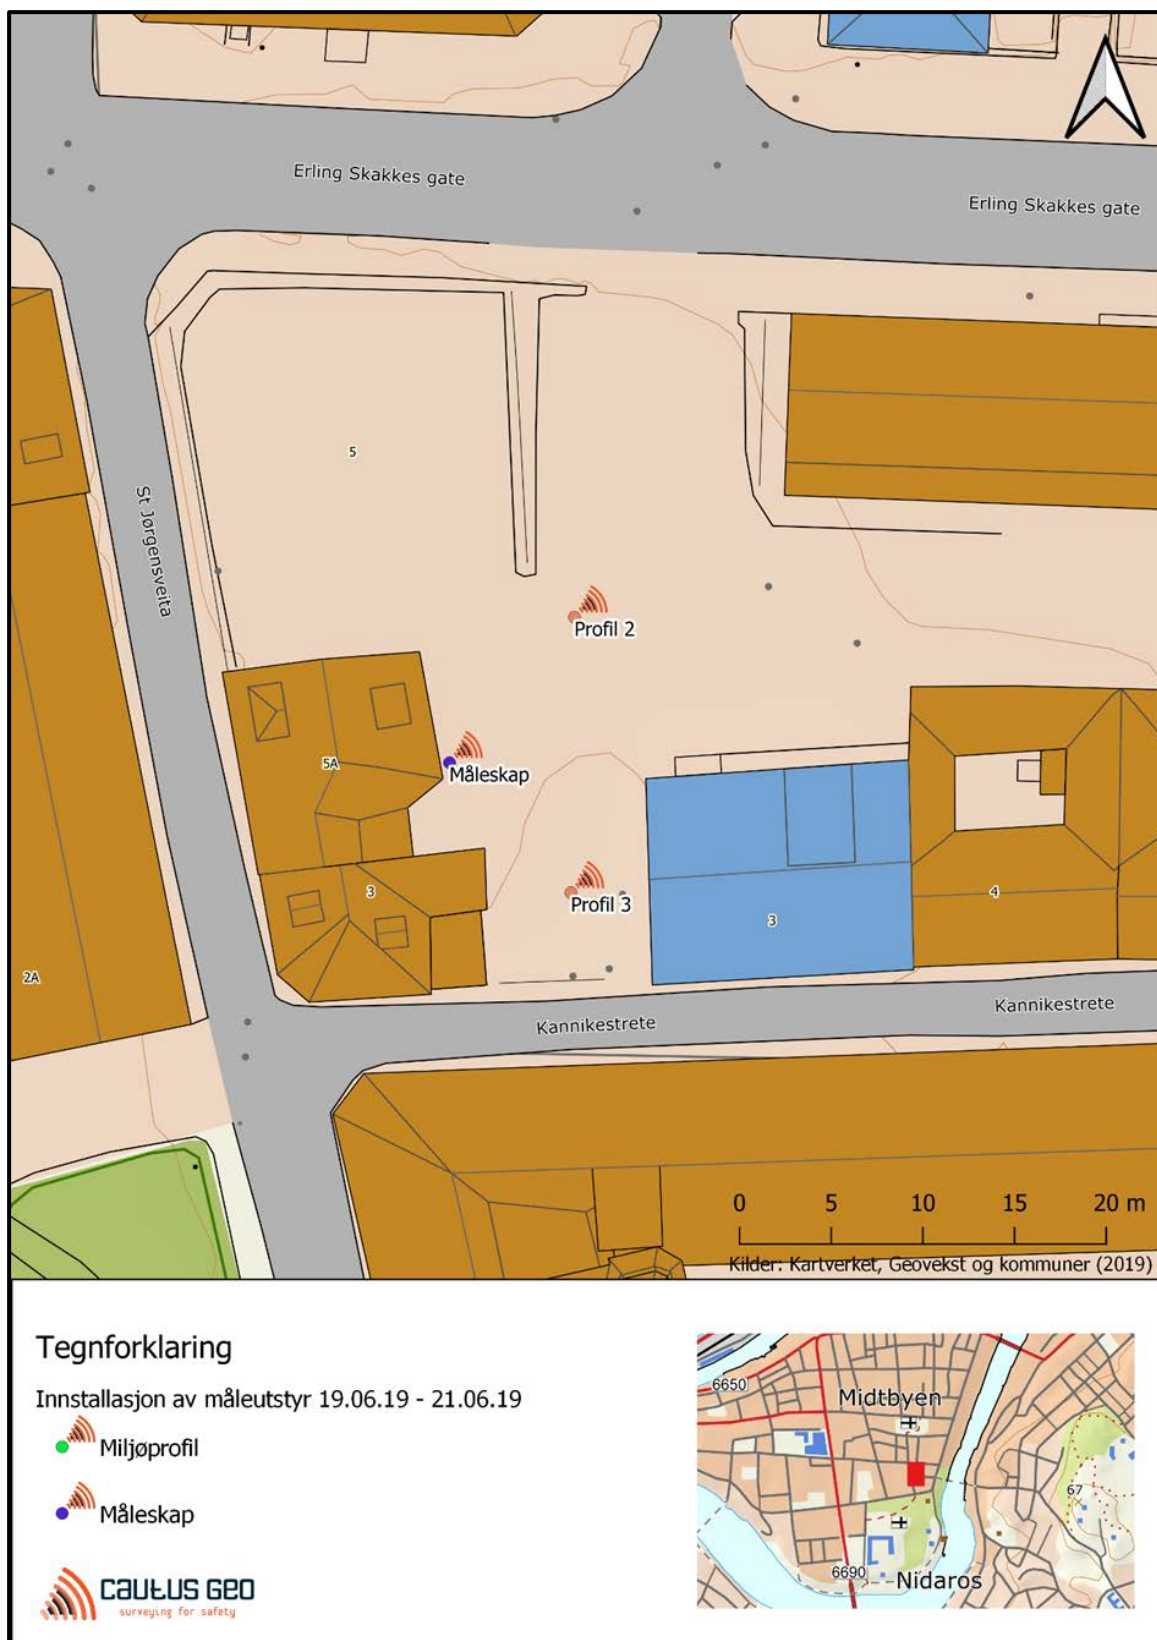 Erling Skakkes gate
Erling Skakkes gate
5
St Jørgensveita
Profil 2
5A
Måleskap
3
Profil 3
3
4
2A
Kannikestrete
Kannikestrete
0 5 10 15 20 m
Kilder: Kartverket, Geovekst og kommuner (2019)
Tegnforklaring
Innstallasjon av måleutstyr 19.06.19 - 21.06.19
Miljøprofil
Måleskap
cautus geo
surveying for safety
6650
Midtbyen
67
6690
Nidaros